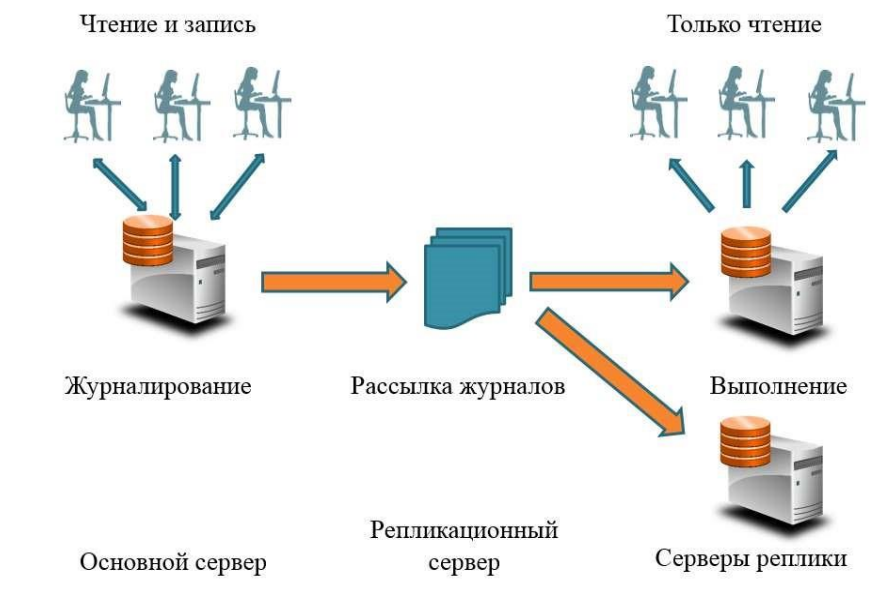 Чтение и запись
Только чтение
Журналирование
Рассылка журналов
Выполнение
Основной сервер
Репликационный
сервер
Серверы реплики